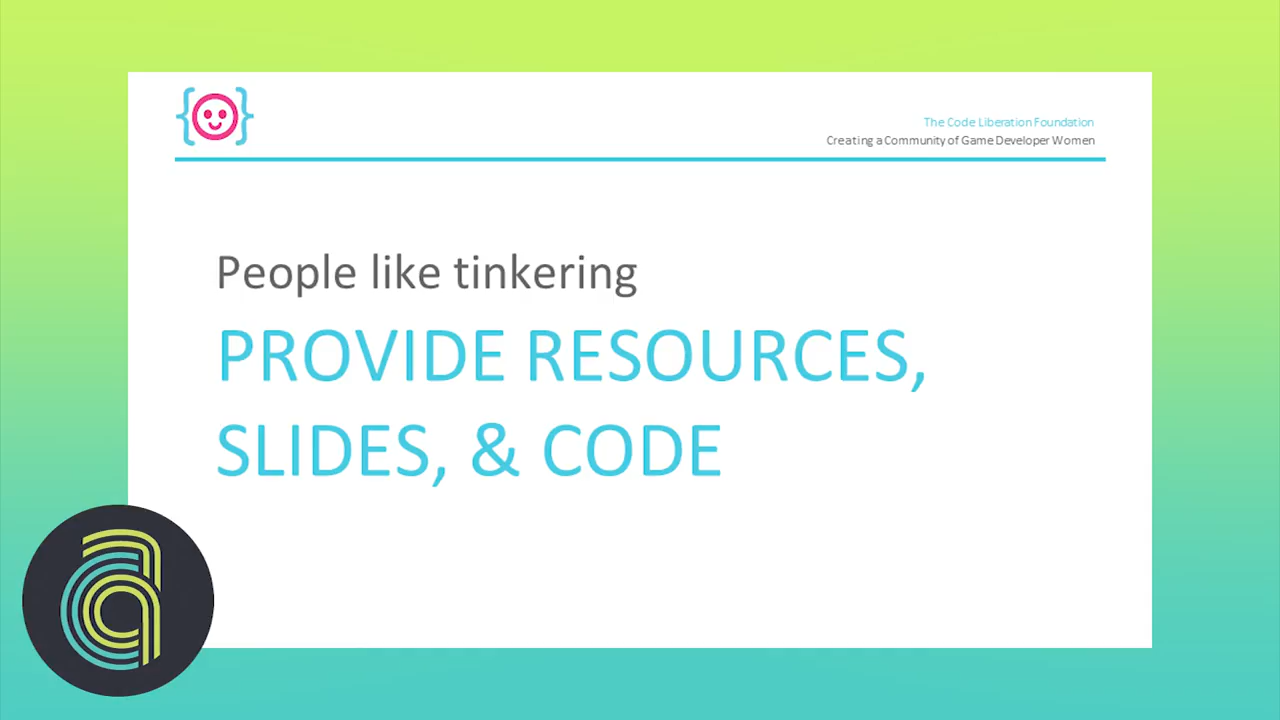 The Code Liberation Foundation
Creating a Community of Game Developer Women
People like tinkering
PROVIDE RESOURCES,
SLIDES, & CODE